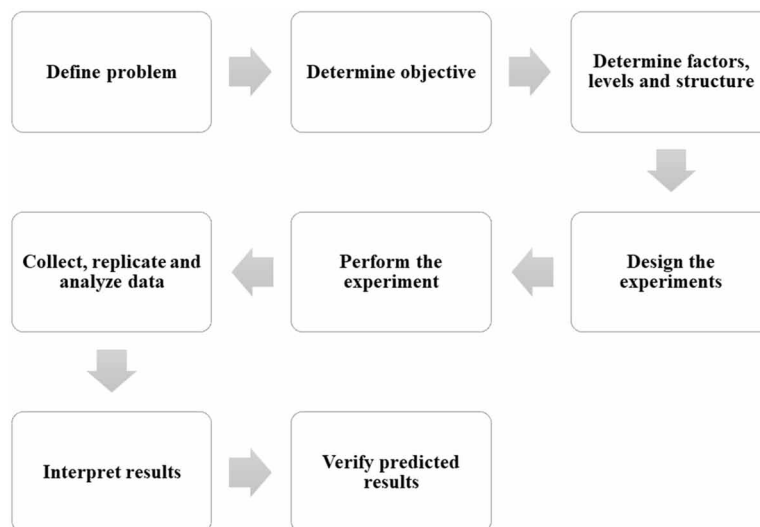 Define problem
Determine objective
Determine factors,
levels and structure
Design the
experiments
Perform the
experiment
Collect, replicate and
analyze data
Interpret results
Verify predicted
results